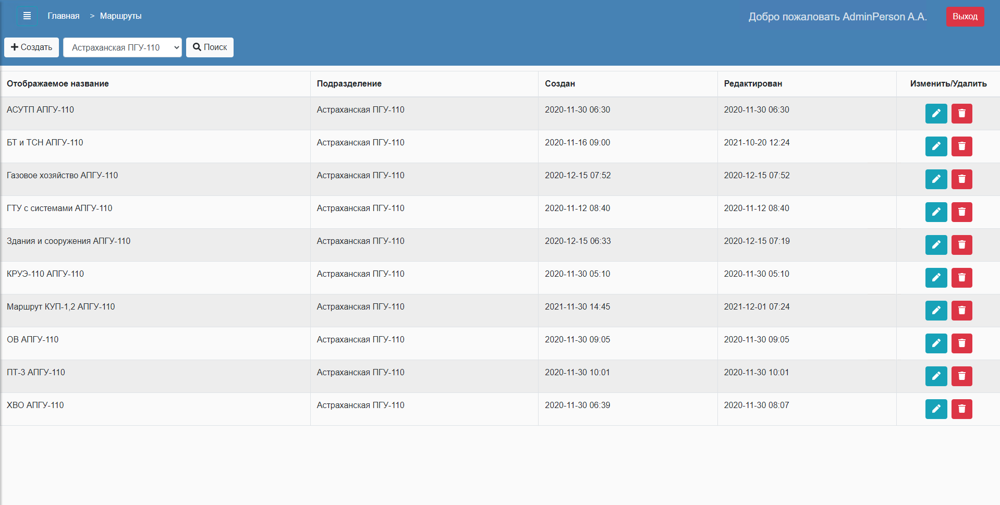 Главная > Маршруты Добро пожаловать AdminPerson A.A. Выход
Создать Астраханская ПГУ-110 Поиск
Отображаемое название Подразделение Создан Редактирован Изменить/Удалить
АСУТП АПГУ-110 Астраханская ПГУ-110 2020-11-30 06:30 2020-11-30 06:30
БТ и ТСН АПГУ-110 Астраханская ПГУ-110 2020-11-16 09:00 2021-10-20 12:24
Газовое хозяйство АПГУ-110 Астраханская ПГУ-110 2020-12-15 07:52 2020-12-15 07:52
ГТУ с системами АПГУ-110 Астраханская ПГУ-110 2020-11-12 08:40 2020-11-12 08:40
Здания и сооружения АПГУ-110 Астраханская ПГУ-110 2020-12-15 06:33 2020-12-15 07:19
КРУЭ-110 АПГУ-110 Астраханская ПГУ-110 2020-11-30 05:10 2020-11-30 05:10
Маршрут КУП-1,2 АПГУ-110 Астраханская ПГУ-110 2021-11-30 14:45 2021-12-01 07:24
ОВ АПГУ-110 Астраханская ПГУ-110 2020-11-30 09:05 2020-11-30 09:05
ПТ-3 АПГУ-110 Астраханская ПГУ-110 2020-11-30 10:01 2020-11-30 10:01
ХВО АПГУ-110 Астраханская ПГУ-110 2020-11-30 06:39 2020-11-30 08:07